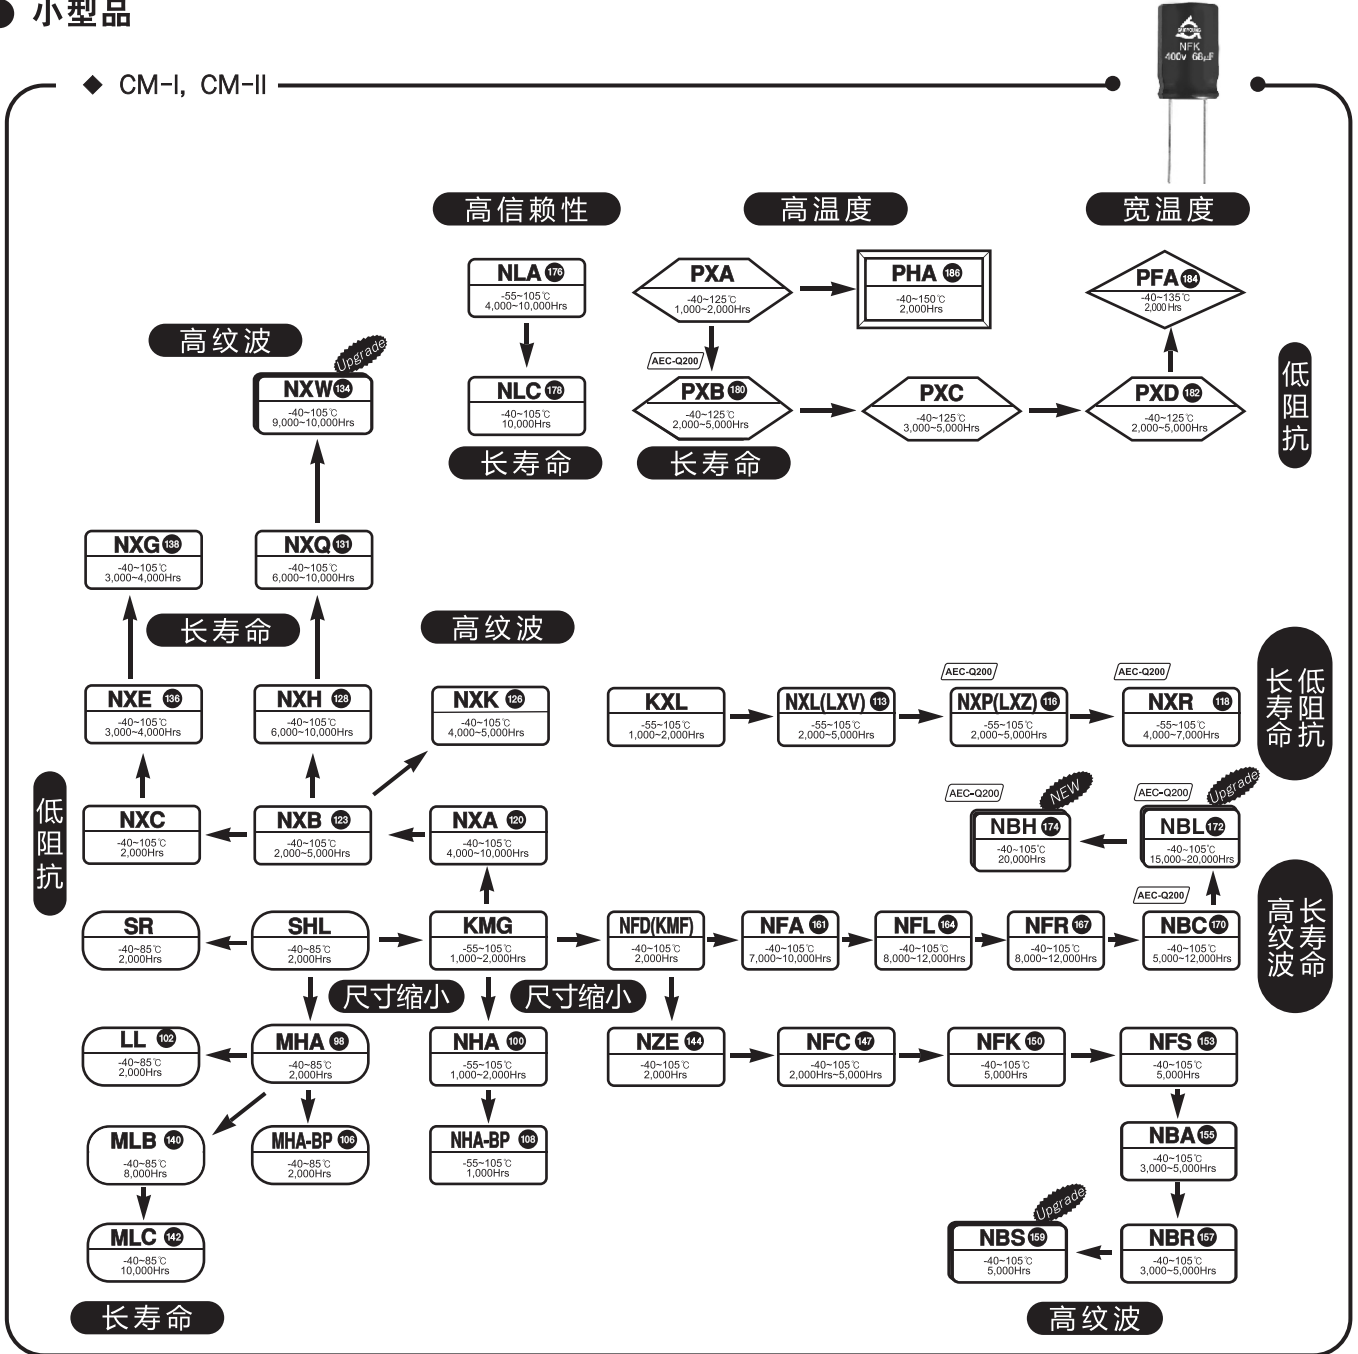 小型品
CM-I, CM-II
SAMYOUNG
NFK
400v 68µF
高信赖性
高温度
宽温度
NLA 176
-55~105℃
4,000~10,000Hrs
PXA
-40~125℃
1,000~2,000Hrs
PHA 186
-40~150℃
2,000Hrs
PFA 184
-40~135℃
2,000Hrs
高纹波
Upgrade
NXW 134
-40~105℃
9,000~10,000Hrs
NLC 178
-40~105℃
10,000Hrs
长寿命
AEC-Q200
PXB 180
-40~125℃
2,000~5,000Hrs
长寿命
PXC
-40~125℃
3,000~5,000Hrs
PXD 182
-40~125℃
2,000~5,000Hrs
低阻抗
NXG 138
-40~105℃
3,000~4,000Hrs
NXQ 131
-40~105℃
6,000~10,000Hrs
长寿命
高纹波
NXE 136
-40~105℃
3,000~4,000Hrs
NXH 128
-40~105℃
6,000~10,000Hrs
NXK 126
-40~105℃
4,000~5,000Hrs
KXL
-55~105℃
1,000~2,000Hrs
NXL(LXV) 113
-55~105℃
2,000~5,000Hrs
AEC-Q200
NXP(LXZ) 116
-55~105℃
2,000~5,000Hrs
AEC-Q200
NXR 118
-55~105℃
4,000~7,000Hrs
低阻抗
长寿命
低阻抗
NXC
-40~105℃
2,000Hrs
NXB 123
-40~105℃
2,000~5,000Hrs
NXA 120
-40~105℃
4,000~10,000Hrs
AEC-Q200
NEW
NBH 174
-40~105℃
20,000Hrs
AEC-Q200
Upgrade
NBL 172
-40~105℃
15,000~20,000Hrs
SR
-40~85℃
2,000Hrs
SHL
-40~85℃
2,000Hrs
KMG
-55~105℃
1,000~2,000Hrs
NFD(KMF)
-40~105℃
2,000Hrs
NFA 161
-40~105℃
7,000~10,000Hrs
NFL 164
-40~105℃
8,000~12,000Hrs
NFR 167
-40~105℃
8,000~12,000Hrs
AEC-Q200
NBC 170
-40~105℃
5,000~12,000Hrs
长寿命
高纹波
尺寸缩小
尺寸缩小
LL 102
-40~85℃
2,000Hrs
MHA 98
-40~85℃
2,000Hrs
NHA 100
-55~105℃
1,000~2,000Hrs
NZE 144
-40~105℃
2,000Hrs
NFC 147
-40~105℃
2,000Hrs~5,000Hrs
NFK 150
-40~105℃
5,000Hrs
NFS 153
-40~105℃
5,000Hrs
MLB 140
-40~85℃
8,000Hrs
MHA-BP 106
-40~85℃
2,000Hrs
NHA-BP 108
-55~105℃
1,000Hrs
NBA 155
-40~105℃
3,000~5,000Hrs
MLC 142
-40~85℃
10,000Hrs
长寿命
Upgrade
NBS 159
-40~105℃
5,000Hrs
NBR 157
-40~105℃
3,000~5,000Hrs
高纹波